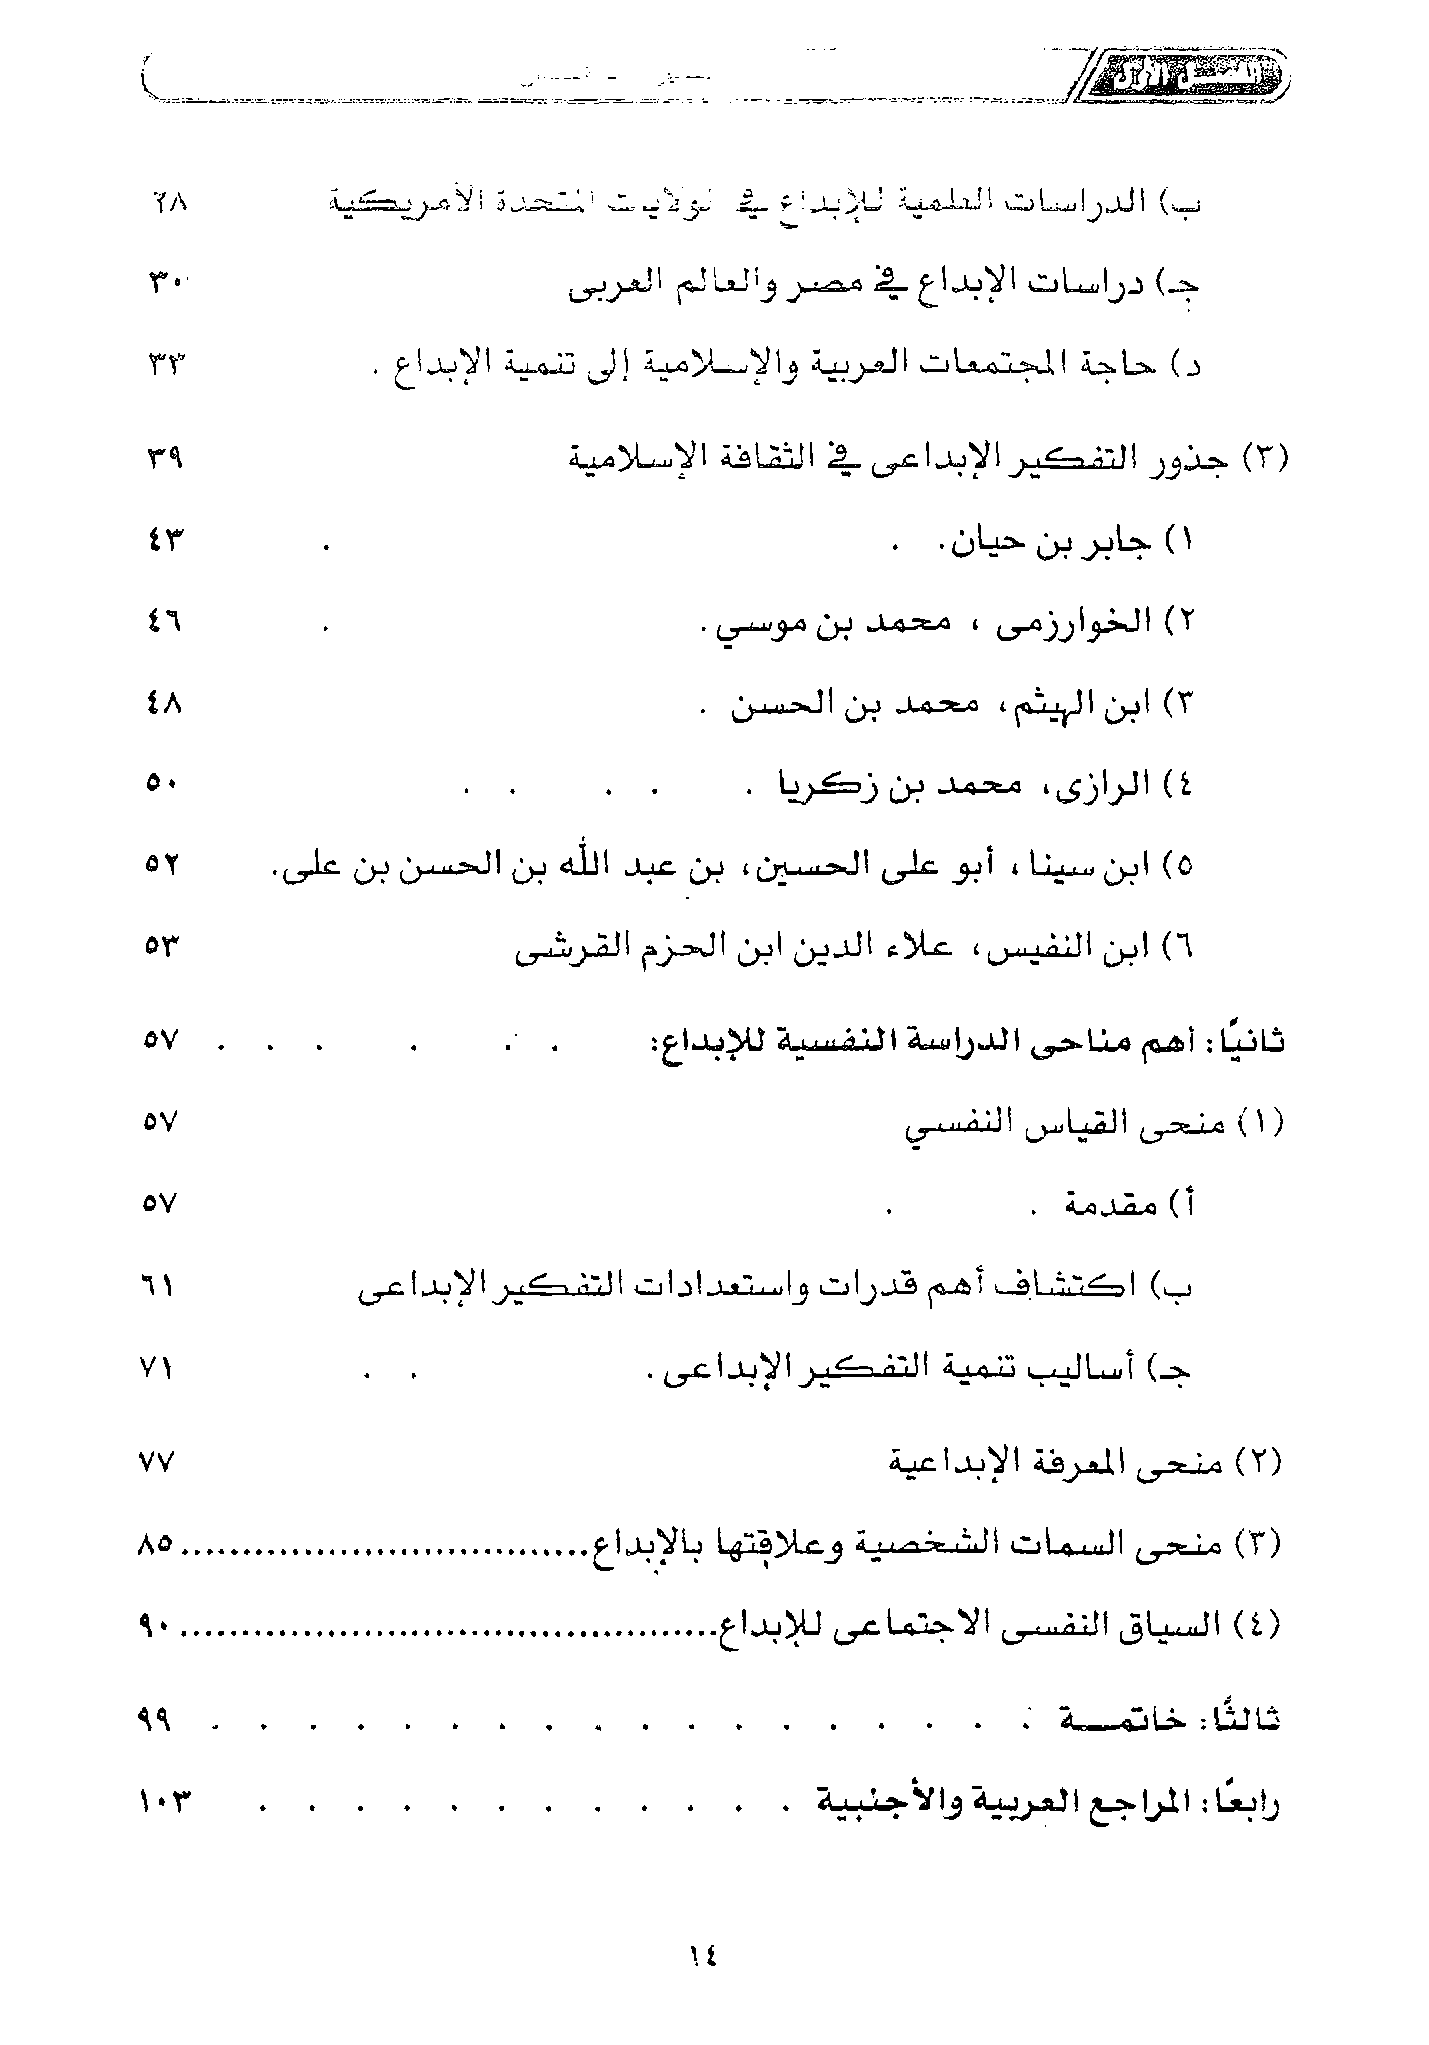 الفصل الأول
ب) الدراسات العلمية للإبداع في الولايات المتحدة الأمريكية ٢٨
جـ) دراسات الإبداع في مصر والعالم العربى ٣٠
د) حاجة المجتمعات العربية والإسلامية إلى تنمية الإبداع . ٣٣
(٣) جذور التفكير الإبداعى في الثقافة الإسلامية ٣٩
١) جابر بن حيان. . . ٤٣
٢) الخوارزمى ، محمد بن موسي. . ٤٦
٣) ابن الهيثم، محمد بن الحسن . ٤٨
٤) الرازى، محمد بن زكريا . . . . . ٥٠
٥) ابن سينا، أبو على الحسين، بن عبد الله بن الحسن بن على. ٥٢
٦) ابن النفيس، علاء الدين ابن الحزم القرشى ٥٣
ثانيًا: أهم مناحى الدراسة النفسية للإبداع: . . . . . . ٥٧
(١) منحى القياس النفسي ٥٧
أ) مقدمة . . ٥٧
ب) اكتشاف أهم قدرات واستعدادات التفكير الإبداعى ٦١
جـ) أساليب تنمية التفكير الإبداعى. . . ٧١
(٢) منحى المعرفة الإبداعية ٧٧
(٣) منحى السمات الشخصية وعلاقتها بالإبداع.................................. ٨٥
(٤) السياق النفسى الاجتماعى للإبداع............................................. ٩٠
ثالثًا: خاتمـــة . . . . . . . . . . . . . . . . . . ٩٩
رابعًا: المراجع العربية والأجنبية . . . . . . . . . . . . ١٠٣
١٤